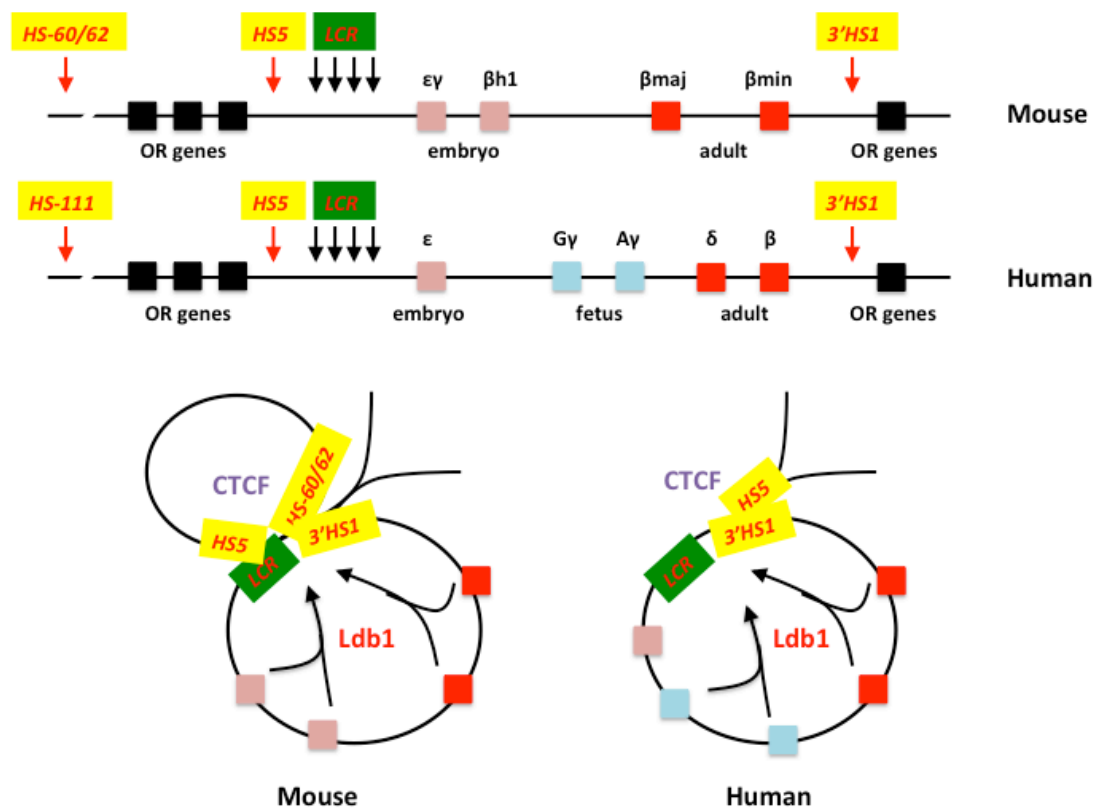 HS-60/62 HS5 LCR 3'HS1
εγ βh1 βmaj βmin
Mouse
OR genes embryo adult OR genes
HS-111 HS5 LCR 3'HS1
ε Gγ Aγ δ β
Human
OR genes embryo fetus adult OR genes
CTCF HS-60/62
HS5 3'HS1
LCR
Ldb1
Mouse
CTCF HS5
3'HS1
LCR
Ldb1
Human